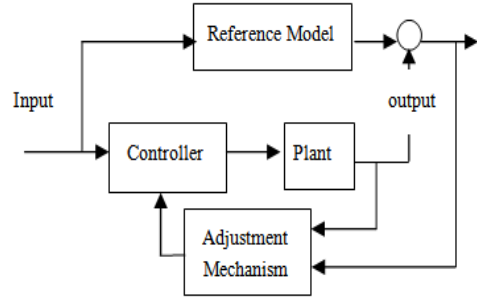 Reference Model
Input
output
Controller
Plant
Adjustment
Mechanism